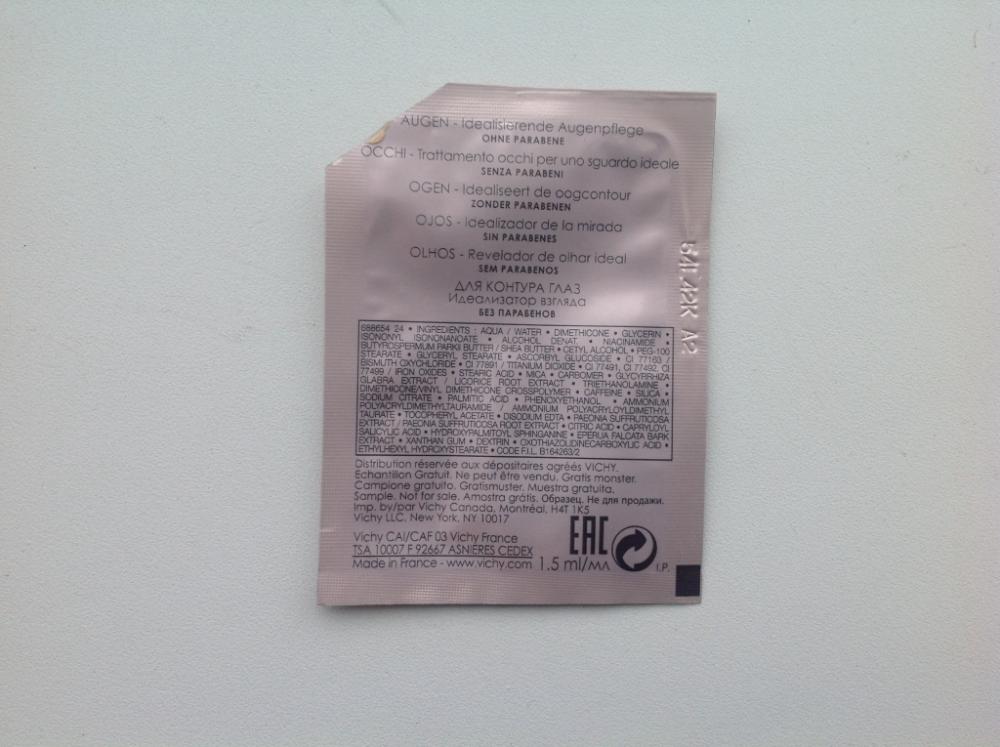 AUGEN - Idealisierende Augenpflege
OHNE PARABENE
OCCHI - Trattamento occhi per uno sguardo ideale
SENZA PARABENI
OGEN - Idealiseert de oogcontour
ZONDER PARABENEN
OJOS - Idealizador de la mirada
SIN PARABENES
OLHOS - Revelador de olhar ideal
SEM PARABENOS
ДЛЯ КОНТУРА ГЛАЗ
Идеализатор взгляда
БЕЗ ПАРАБЕНОВ
688654 24 • INGREDIENTS : AQUA / WATER • DIMETHICONE • GLYCERIN •
ISONONYL ISONONANOATE • ALCOHOL DENAT. • NIACINAMIDE •
BUTYROSPERMUM PARKII BUTTER / SHEA BUTTER • CETYL ALCOHOL • PEG-100
STEARATE • GLYCERYL STEARATE • ASCORBYL GLUCOSIDE • CI 77163 /
BISMUTH OXYCHLORIDE • CI 77891 / TITANIUM DIOXIDE • CI 77491, CI 77492, CI
77499 / IRON OXIDES • STEARIC ACID • MICA • CARBOMER • GLYCYRRHIZA
GLABRA EXTRACT / LICORICE ROOT EXTRACT • TRIETHANOLAMINE •
DIMETHICONE/VINYL DIMETHICONE CROSSPOLYMER • CAFFEINE • SILICA •
SODIUM CITRATE • PALMITIC ACID • PHENOXYETHANOL • AMMONIUM
POLYACRYLDIMETHYLTAURAMIDE / AMMONIUM POLYACRYLOYLDIMETHYL
TAURATE • TOCOPHERYL ACETATE • DISODIUM EDTA • PAEONIA SUFFRUTICOSA
EXTRACT / PAEONIA SUFFRUTICOSA ROOT EXTRACT • CITRIC ACID • CAPRYLOYL
SALICYLIC ACID • HYDROXYPALMITOYL SPHINGANINE • EPERUA FALCATA BARK
EXTRACT • XANTHAN GUM • DEXTRIN • OXOTHIAZOLIDINECARBOXYLIC ACID •
ETHYLHEXYL HYDROXYSTEARATE • CODE F.I.L. B164263/2
Distribution réservée aux dépositaires agréés VICHY.
Echantillon Gratuit. Ne peut être vendu. Gratis monster.
Campione gratuito. Gratismuster. Muestra gratuita.
Sample. Not for sale. Amostra grátis. Образец. Не для продажи.
Imp. by/par Vichy Canada, Montréal, H4T 1K5
Vichy LLC, New York, NY 10017
Vichy CAI/CAF 03 Vichy France
TSA 10007 F 92667 ASNIERES CEDEX
Made in France - www.vichy.com 1.5 ml/мл
EAC
I.P.